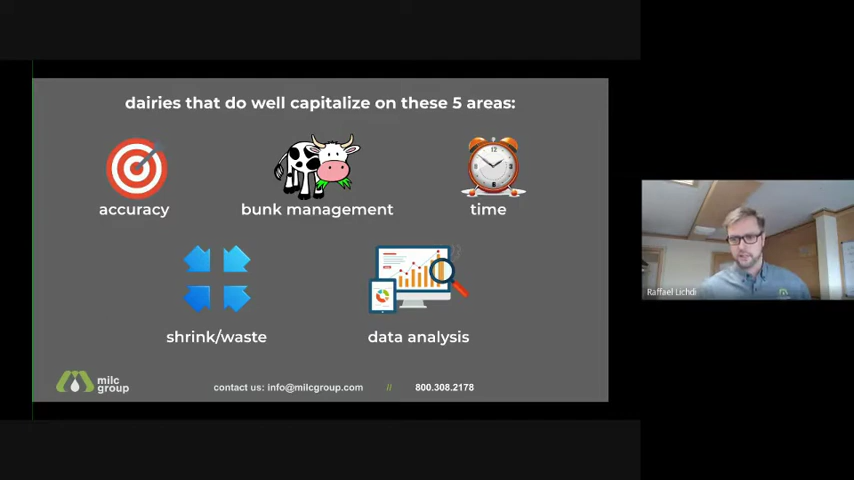 dairies that do well capitalize on these 5 areas:
accuracy
bunk management
time
shrink/waste
data analysis
milc
group
contact us: info@milcgroup.com // 800.308.2178
Raffael Lichdi